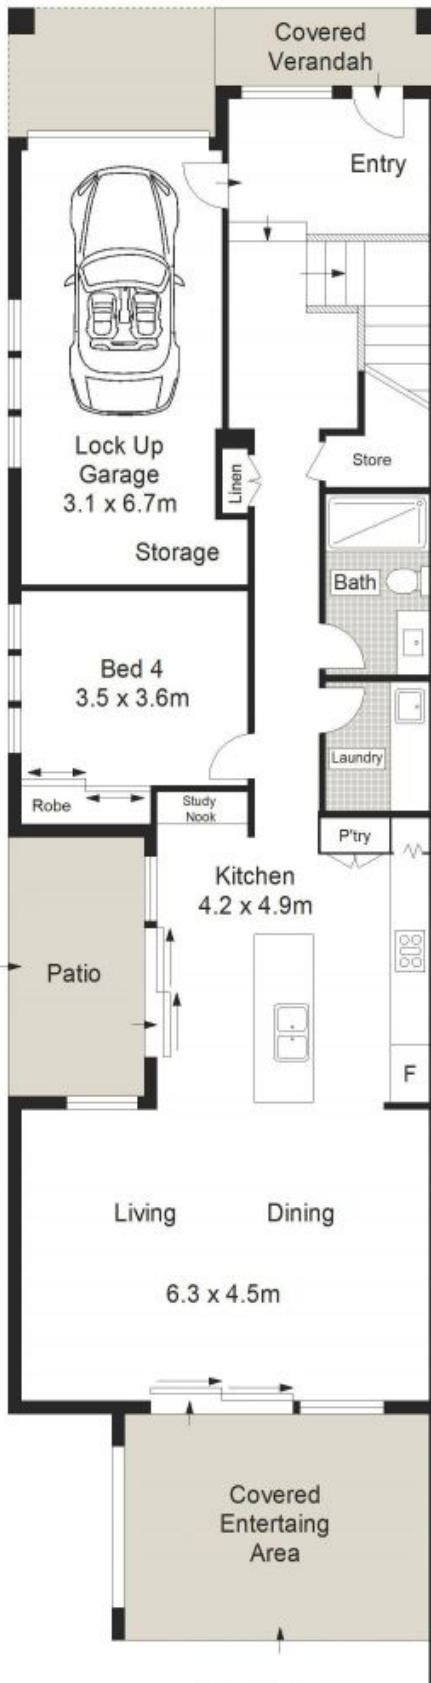 Covered
Verandah
Entry
Lock Up
Garage
3.1 x 6.7m
Linen
Store
Storage
Bath
Bed 4
3.5 x 3.6m
Laundry
Robe
Study
Nook
P'try
Kitchen
4.2 x 4.9m
Patio
F
Living
Dining
6.3 x 4.5m
Covered
Entertaing
Area